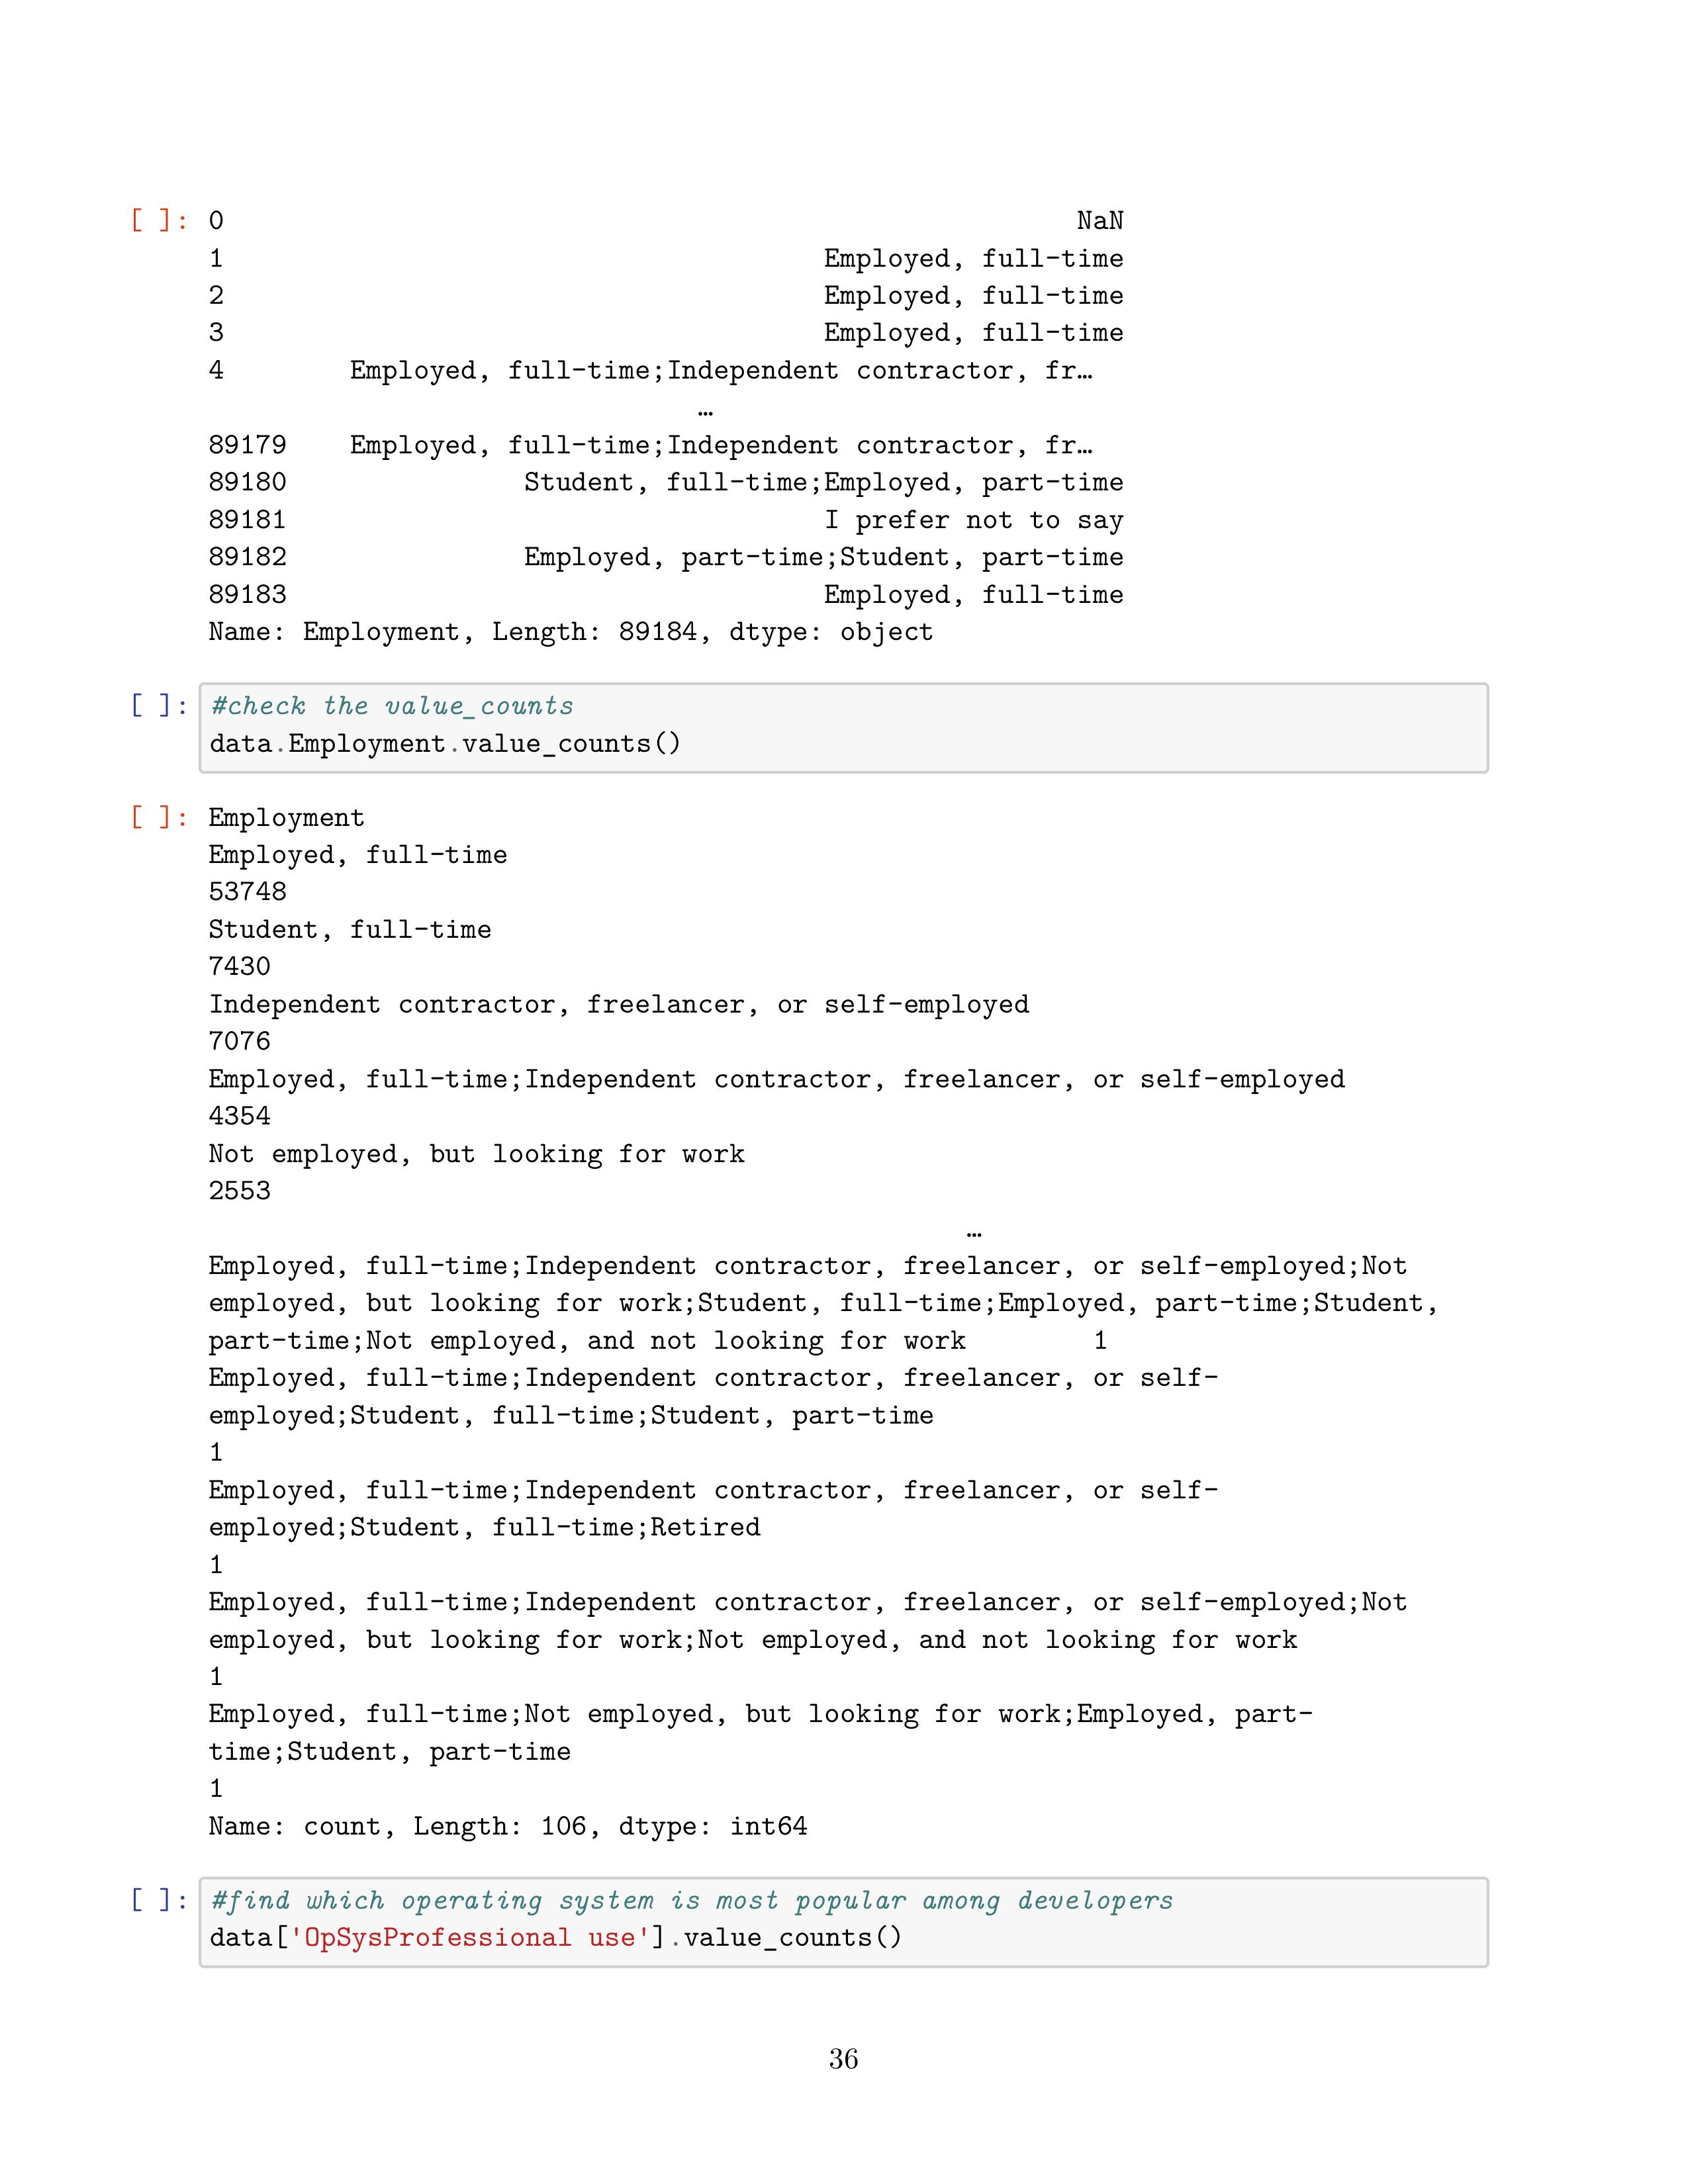 [ ]: 0 NaN
1 Employed, full-time
2 Employed, full-time
3 Employed, full-time
4 Employed, full-time;Independent contractor, fr…
…
89179 Employed, full-time;Independent contractor, fr…
89180 Student, full-time;Employed, part-time
89181 I prefer not to say
89182 Employed, part-time;Student, part-time
89183 Employed, full-time
Name: Employment, Length: 89184, dtype: object
[ ]: #check the value_counts
data.Employment.value_counts()
[ ]: Employment
Employed, full-time
53748
Student, full-time
7430
Independent contractor, freelancer, or self-employed
7076
Employed, full-time;Independent contractor, freelancer, or self-employed
4354
Not employed, but looking for work
2553
…
Employed, full-time;Independent contractor, freelancer, or self-employed;Not
employed, but looking for work;Student, full-time;Employed, part-time;Student,
part-time;Not employed, and not looking for work 1
Employed, full-time;Independent contractor, freelancer, or self-
employed;Student, full-time;Student, part-time
1
Employed, full-time;Independent contractor, freelancer, or self-
employed;Student, full-time;Retired
1
Employed, full-time;Independent contractor, freelancer, or self-employed;Not
employed, but looking for work;Not employed, and not looking for work
1
Employed, full-time;Not employed, but looking for work;Employed, part-
time;Student, part-time
1
Name: count, Length: 106, dtype: int64
[ ]: #find which operating system is most popular among developers
data['OpSysProfessional use'].value_counts()
36